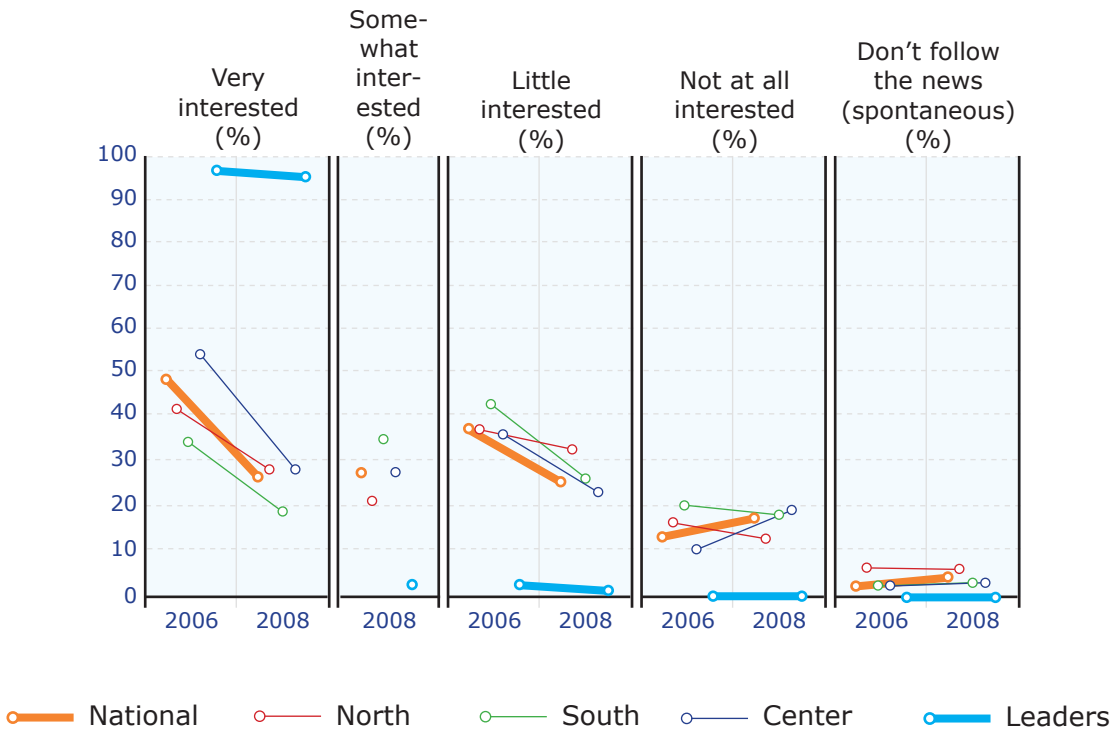 Very
interested
(%)
Some-
what
inter-
ested
(%)
Little
interested
(%)
Not at all
interested
(%)
Don’t follow
the news
(spontaneous)
(%)
100
90
80
70
60
50
40
30
20
10
0
2006 2008
2008
2006 2008
2006 2008
2006 2008
National North South Center Leaders